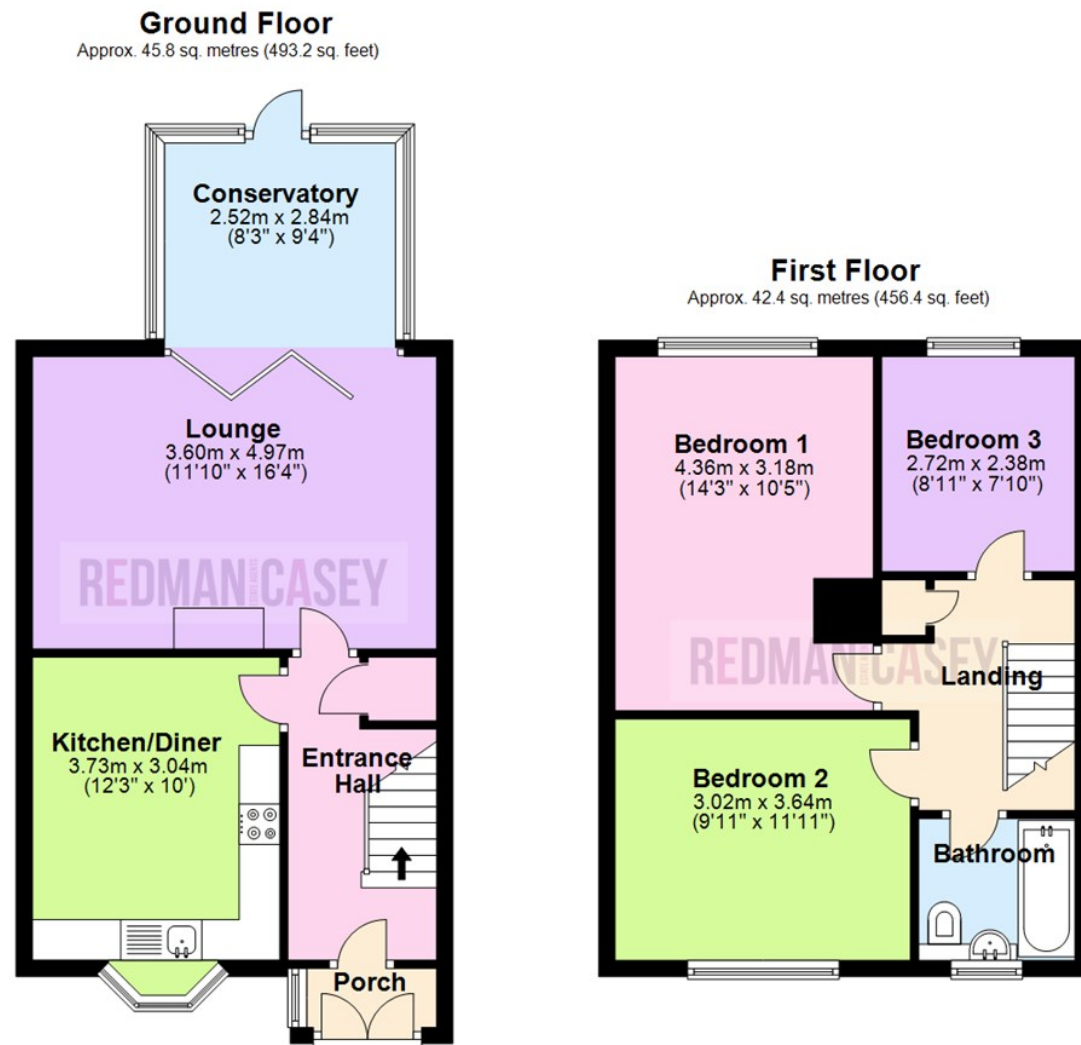 Ground Floor
Approx. 45.8 sq. metres (493.2 sq. feet)
Conservatory
2.52m x 2.84m
(8'3" x 9'4")
Lounge
3.60m x 4.97m
(11'10" x 16'4")
REDMAN CASEY
Kitchen/Diner
3.73m x 3.04m
(12'3" x 10')
Entrance
Hall
Porch
First Floor
Approx. 42.4 sq. metres (456.4 sq. feet)
Bedroom 1
4.36m x 3.18m
(14'3" x 10'5")
Bedroom 3
2.72m x 2.38m
(8'11" x 7'10")
REDMAN CASEY
Landing
Bedroom 2
3.02m x 3.64m
(9'11" x 11'11")
Bathroom